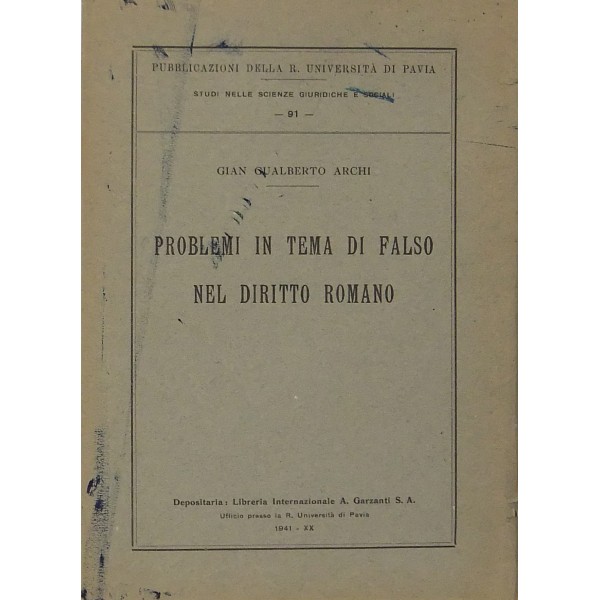 PUBBLICAZIONI DELLA R. UNIVERSITÀ DI PAVIA
STUDI NELLE SCIENZE GIURIDICHE E SOCIALI
— 91 —
GIAN GUALBERTO ARCHI
PROBLEMI IN TEMA DI FALSO
NEL DIRITTO ROMANO
Depositaria: Libreria Internazionale A. Garzanti S. A.
Ufficio presso la R. Università di Pavia
1941 - XX